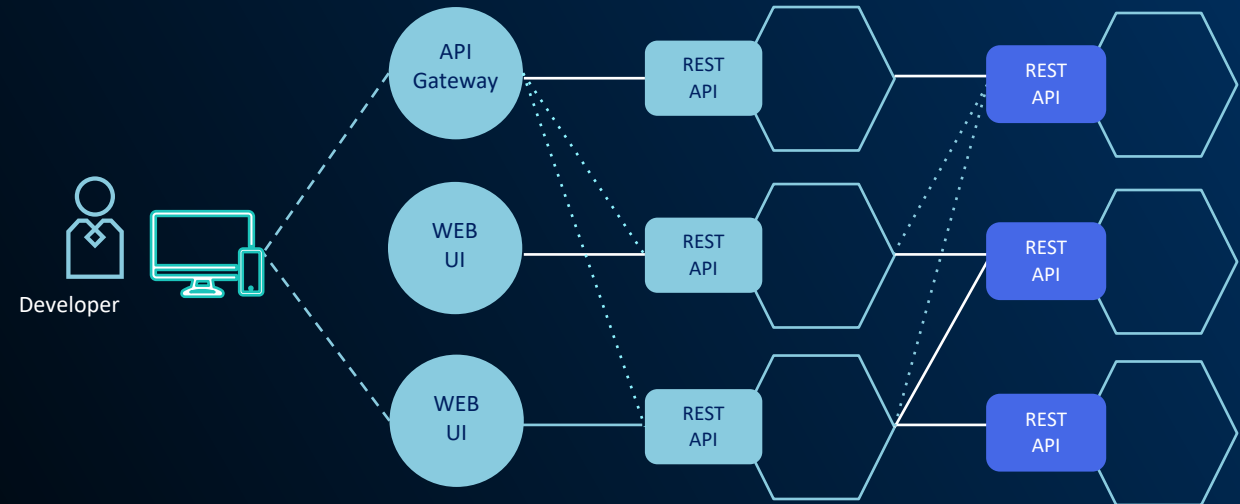 API
Gateway
REST
API
REST
API
WEB
UI
REST
API
REST
API
Developer
WEB
UI
REST
API
REST
API